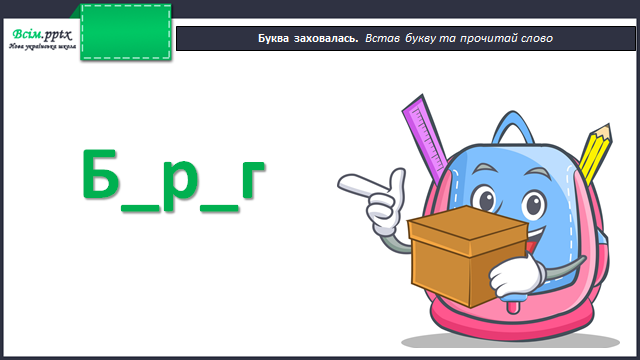 Всім.pptx
Нова українська школа
Буква заховалась. Встав букву та прочитай слово
Б_р_г